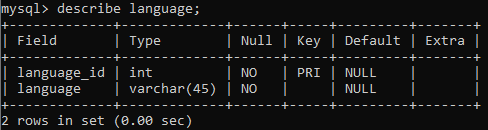 mysql> describe language;
+-------------+-------------+------+-----+---------+-------+
| Field       | Type        | Null | Key | Default | Extra |
+-------------+-------------+------+-----+---------+-------+
| language_id | int         | NO   | PRI | NULL    |       |
| language    | varchar(45) | NO   |     | NULL    |       |
+-------------+-------------+------+-----+---------+-------+
2 rows in set (0.00 sec)